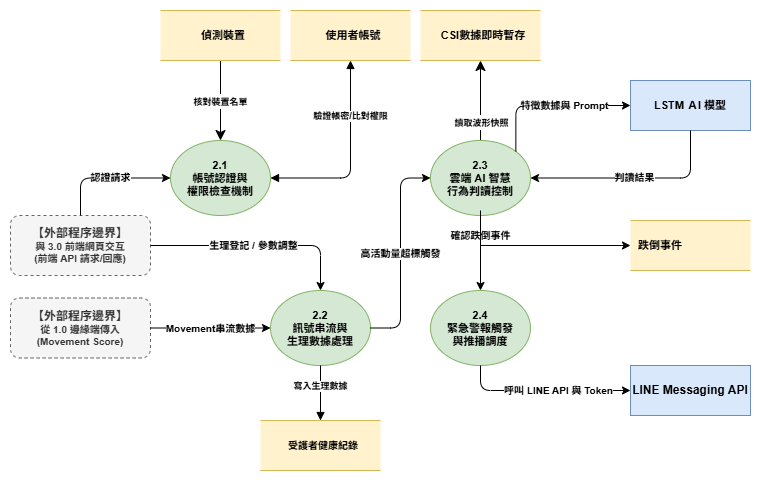 偵測裝置
使用者帳號
CSI數據即時暫存
核對裝置名單
驗證帳密/比對權限
讀取波形快照
特徵數據與 Prompt
LSTM AI 模型
2.1
帳號認證與
權限檢查機制
2.3
雲端 AI 智慧
行為判讀控制
認證請求
判讀結果
【外部程序邊界】
與 3.0 前端網頁交互
(前端 API 請求/回應)
生理登記 / 參數調整
高活動量超標觸發
確認跌倒事件
跌倒事件
【外部程序邊界】
從 1.0 邊緣端傳入
(Movement Score)
Movement串流數據
2.2
訊號串流與
生理數據處理
2.4
緊急警報觸發
與推播調度
寫入生理數據
呼叫 LINE API 與 Token
LINE Messaging API
受護者健康紀錄